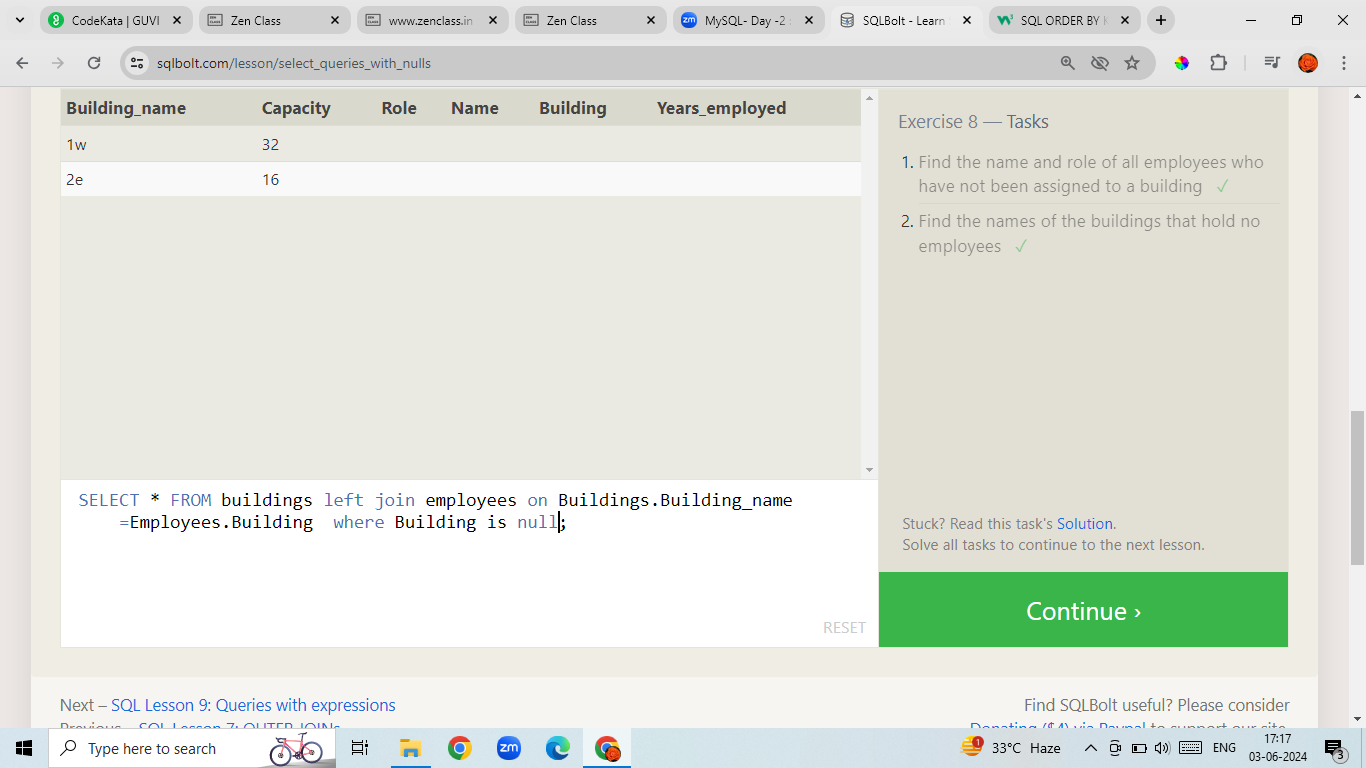 CodeKata | GUVI
Zen Class
www.zenclass.in
Zen Class
MySQL- Day -2
SQLBolt - Learn
SQL ORDER BY
sqlbolt.com/lesson/select_queries_with_nulls
Building_name Capacity Role Name Building Years_employed
1w 32
2e 16
Exercise 8 — Tasks
1. Find the name and role of all employees who
have not been assigned to a building ✓
2. Find the names of the buildings that hold no
employees ✓
SELECT * FROM buildings left join employees on Buildings.Building_name
=Employees.Building  where Building is null;
RESET
Stuck? Read this task's Solution.
Solve all tasks to continue to the next lesson.
Continue ›
Next – SQL Lesson 9: Queries with expressions
Previous – SQL Lesson 7: OUTER JOINs
Find SQLBolt useful? Please consider
Donating ($4) via Paypal to support our site.
Type here to search
zm
1
33°C Haze
ENG
17:17
03-06-2024
3